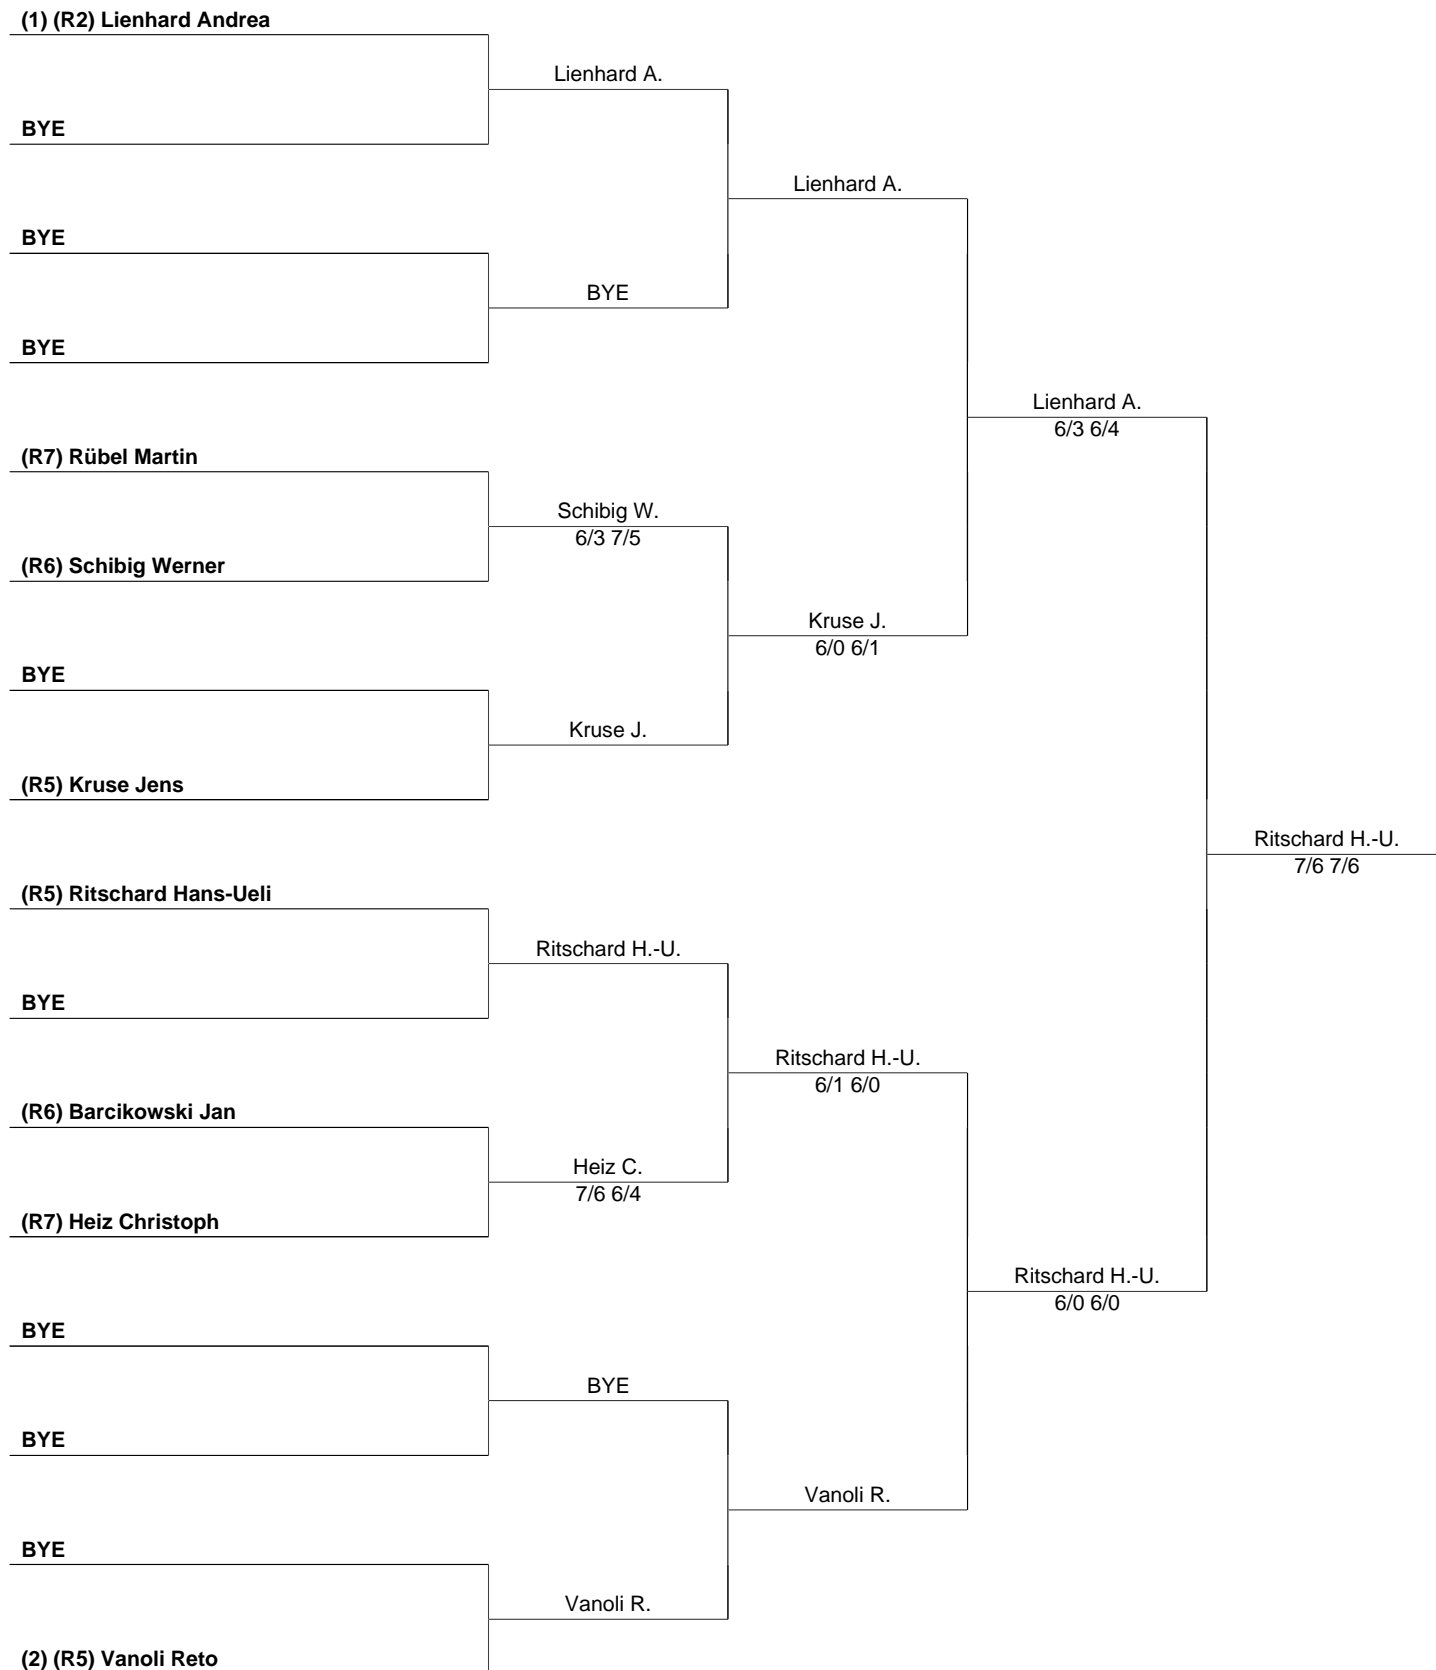 (1) (R2) Lienhard Andrea
Lienhard A.
BYE
Lienhard A.
BYE
BYE
BYE
Lienhard A.
6/3 6/4
(R7) Rübel Martin
Schibig W.
6/3 7/5
(R6) Schibig Werner
Kruse J.
6/0 6/1
BYE
Kruse J.
(R5) Kruse Jens
Ritschard H.-U.
7/6 7/6
(R5) Ritschard Hans-Ueli
Ritschard H.-U.
BYE
Ritschard H.-U.
6/1 6/0
(R6) Barcikowski Jan
Heiz C.
7/6 6/4
(R7) Heiz Christoph
Ritschard H.-U.
6/0 6/0
BYE
BYE
BYE
Vanoli R.
BYE
Vanoli R.
(2) (R5) Vanoli Reto